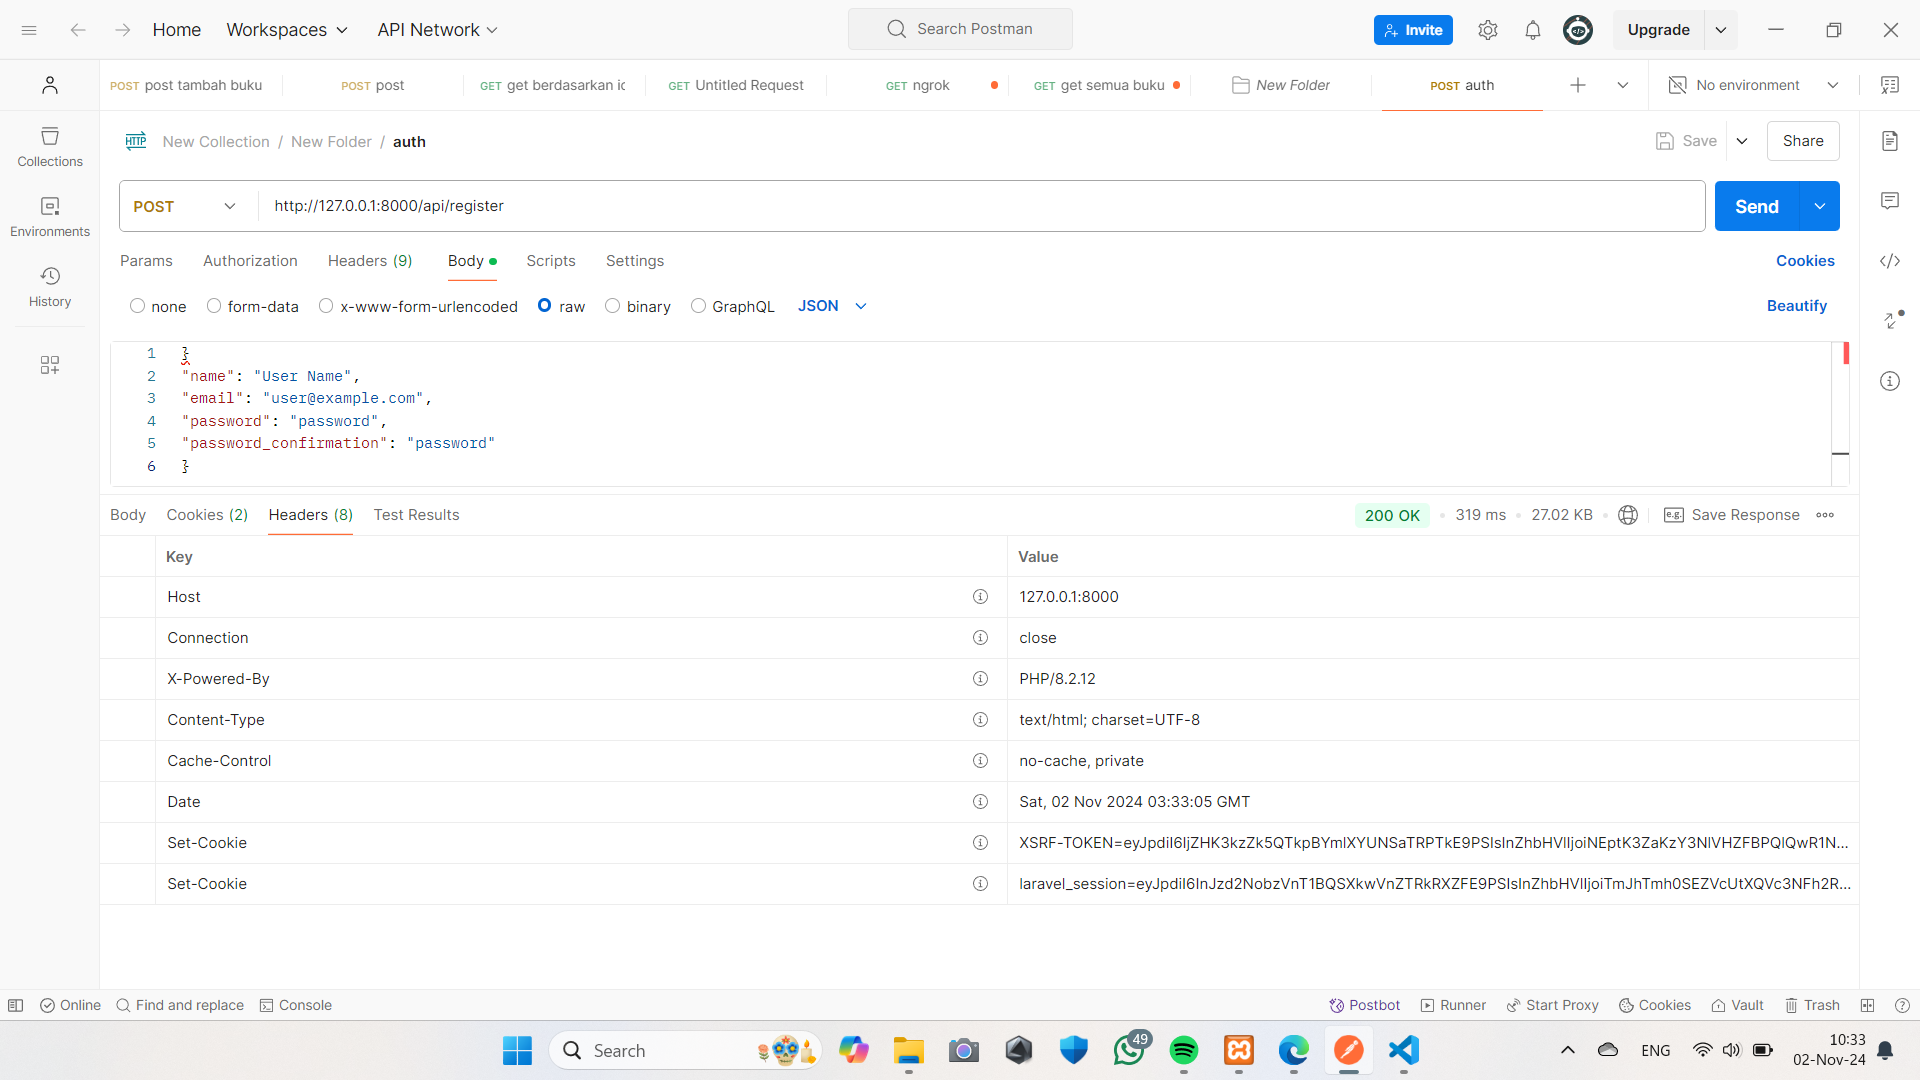 Home Workspaces API Network Search Postman Invite Upgrade
POST post tambah buku POST post GET get berdasarkan ic GET Untitled Request GET ngrok GET get semua buku New Folder POST auth No environment
HTTP New Collection / New Folder / auth Save Share
Collections
POST http://127.0.0.1:8000/api/register Send
Environments
Params Authorization Headers (9) Body Scripts Settings Cookies
History
none form-data x-www-form-urlencoded raw binary GraphQL JSON Beautify
1 }
2 "name": "User Name",
3 "email": "user@example.com",
4 "password": "password",
5 "password_confirmation": "password"
6 }
Body Cookies (2) Headers (8) Test Results 200 OK 319 ms 27.02 KB e.g. Save Response
Key Value
Host 127.0.0.1:8000
Connection close
X-Powered-By PHP/8.2.12
Content-Type text/html; charset=UTF-8
Cache-Control no-cache, private
Date Sat, 02 Nov 2024 03:33:05 GMT
Set-Cookie
Set-Cookie
Online Find and replace Console Postbot Runner Start Proxy Cookies Vault Trash
Search 49 ENG 10:33
02-Nov-24